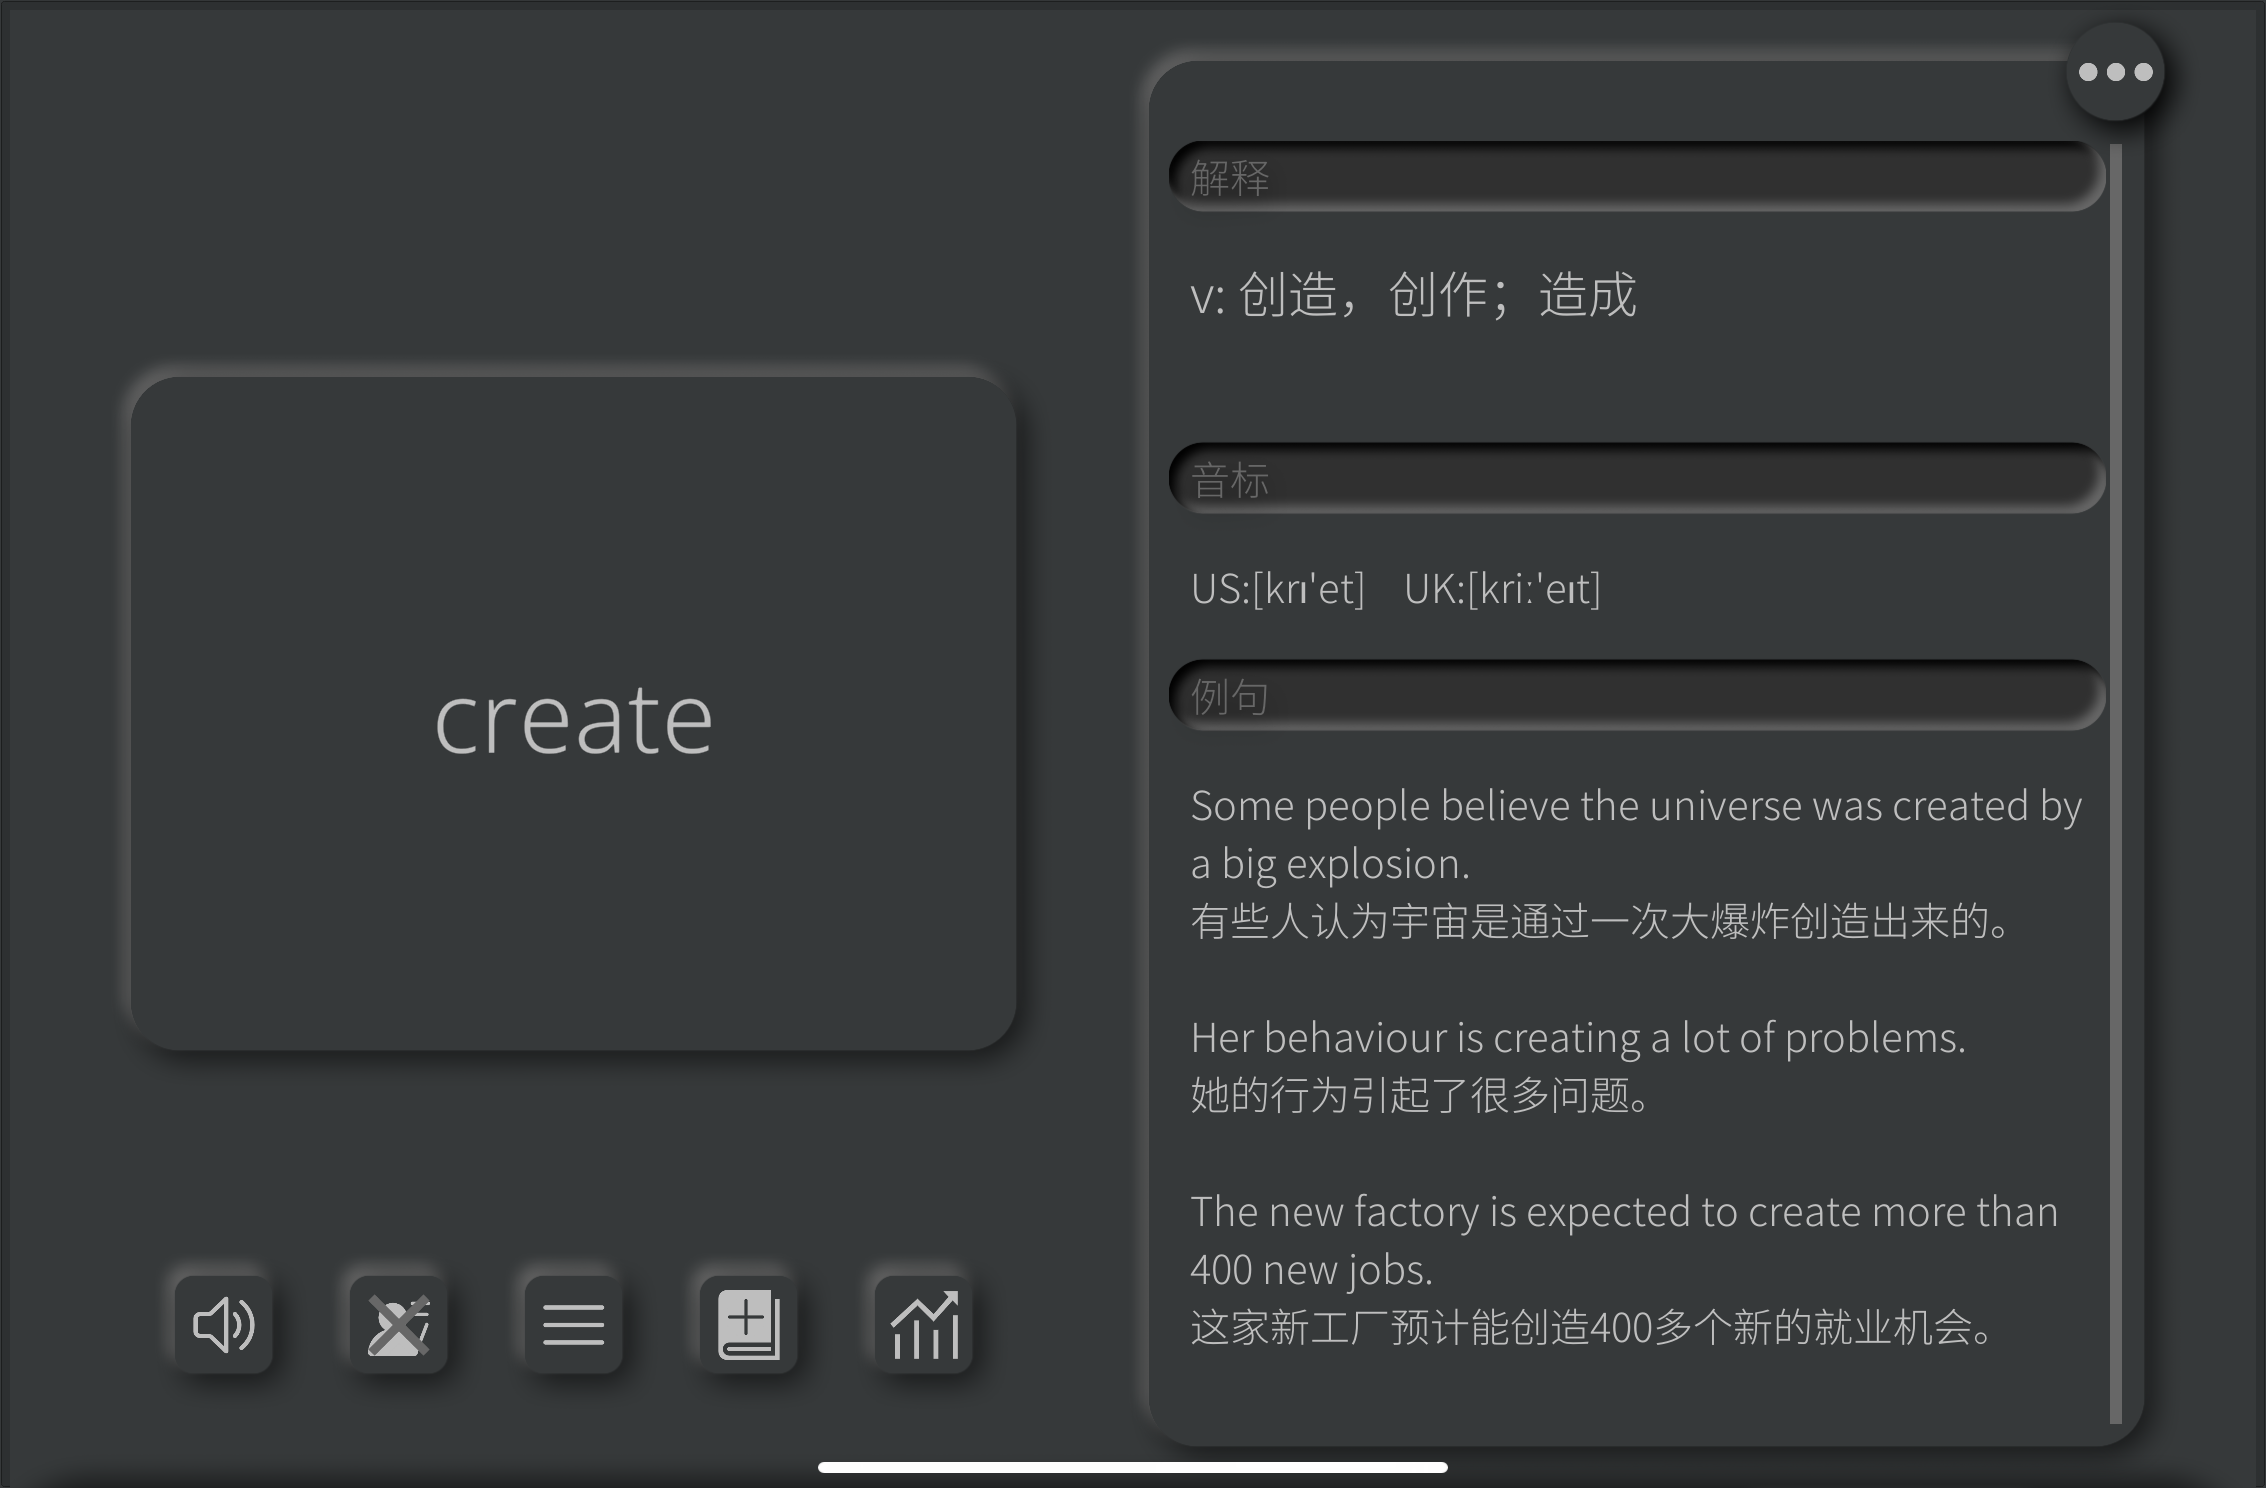 create
解释
v: 创造，创作；造成
音标
US:[krɪ'et] UK:[kriː'eɪt]
例句
Some people believe the universe was created by
a big explosion.
有些人认为宇宙是通过一次大爆炸创造出来的。
Her behaviour is creating a lot of problems.
她的行为引起了很多问题。
The new factory is expected to create more than
400 new jobs.
这家新工厂预计能创造400多个新的就业机会。